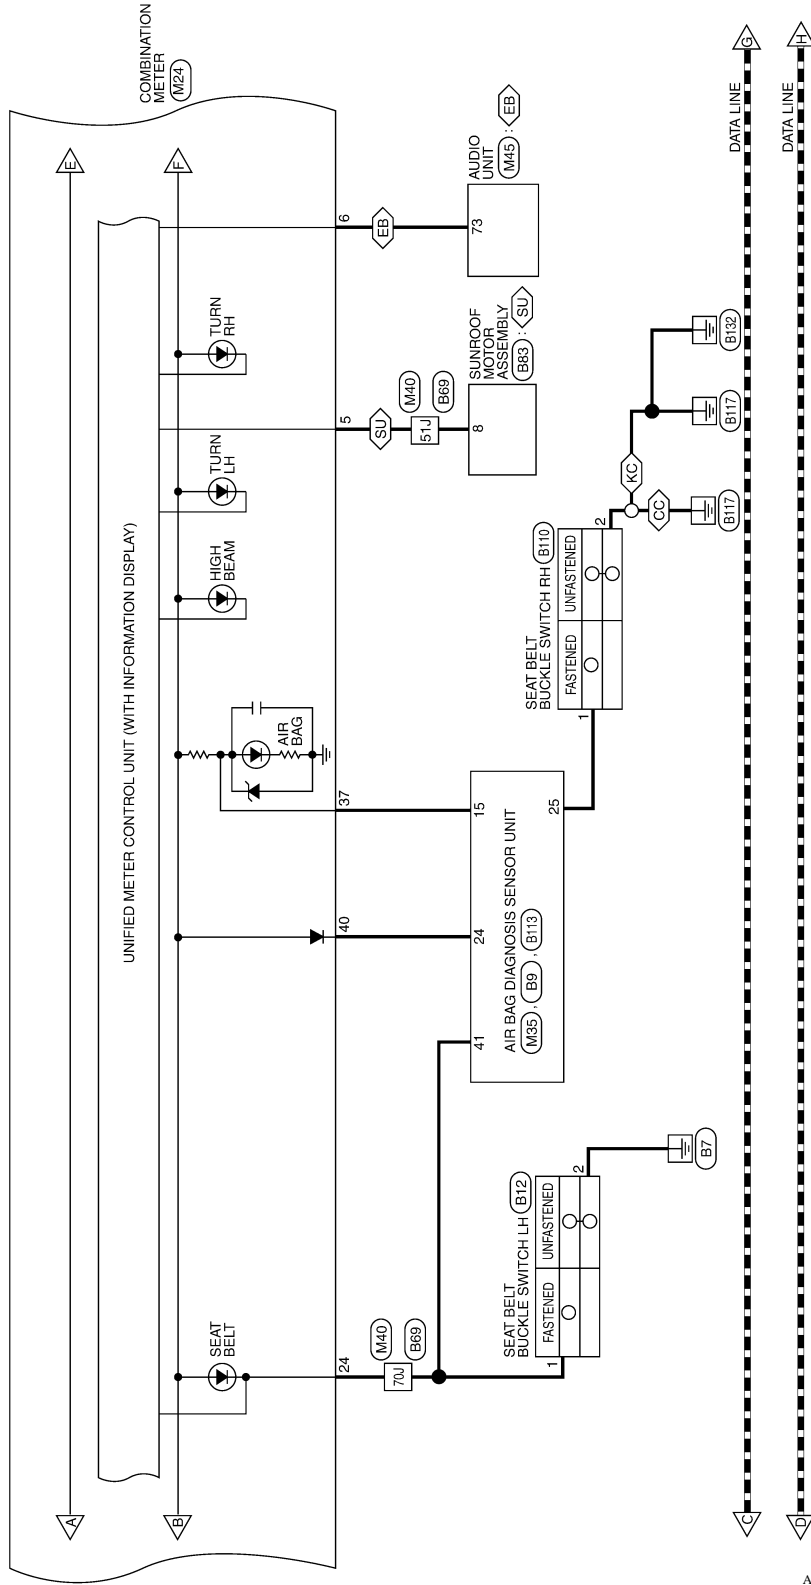 COMBINATION
METER
M24
A
E
UNIFIED METER CONTROL UNIT (WITH INFORMATION DISPLAY)
B
F
SEAT
BELT
AIR
BAG
HIGH
BEAM
TURN
LH
TURN
RH
24
40
37
5
6
70J
M40
B69
SU
51J
M40
B69
EB
SUNROOF
MOTOR
ASSEMBLY
B83 : SU
8
AUDIO
UNIT
M45 : EB
73
41
24
15
AIR BAG DIAGNOSIS SENSOR UNIT
M35 , B9 , B113
25
SEAT BELT
BUCKLE SWITCH LH B12
FASTENED UNFASTENED
1
2
B7
SEAT BELT
BUCKLE SWITCH RH B110
FASTENED UNFASTENED
1
2
KC
CC
B117
B117
B132
C
DATA LINE
G
D
DATA LINE
H
A